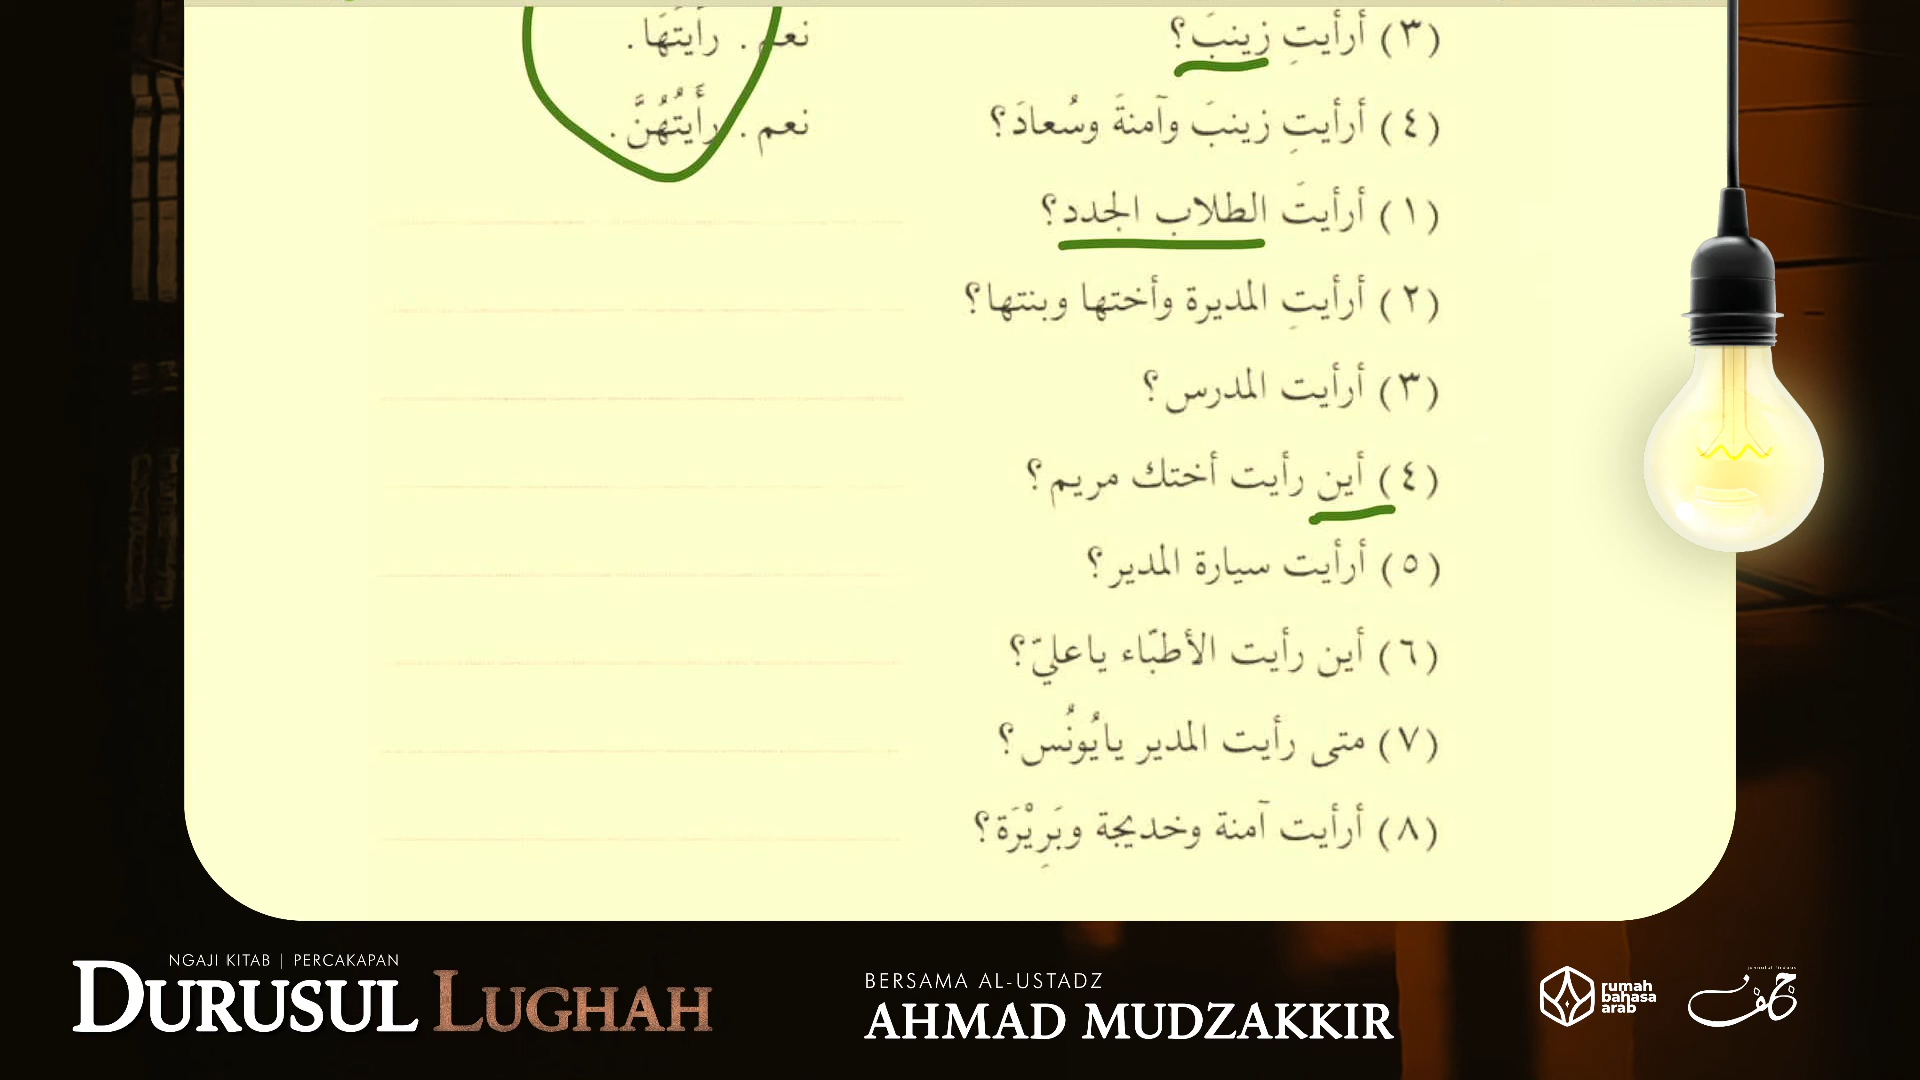 (٣) أرأيتِ زينبَ؟ نعم. رأيتُهَا.
(٤) أرأيتِ زينبَ وآمنةَ وسُعادَ؟ نعم. رأَيتُهُنَّ.
(١) أرأيتَ الطلاب الجدد؟
(٢) أرأيتِ المديرة وأختها وبنتها؟
(٣) أرأيت المدرس؟
(٤) أين رأيت أختك مريم؟
(٥) أرأيت سيارة المدير؟
(٦) أين رأيت الأطبّاء ياعليّ؟
(٧) متى رأيت المدير يايُونُس؟
(٨) أرأيت آمنة وخديجة وبَرِيْرَة؟
NGAJI KITAB | PERCAKAPAN
DURUSUL LUGHAH
BERSAMA AL-USTADZ
AHMAD MUDZAKKIR
rumah
bahasa
arab